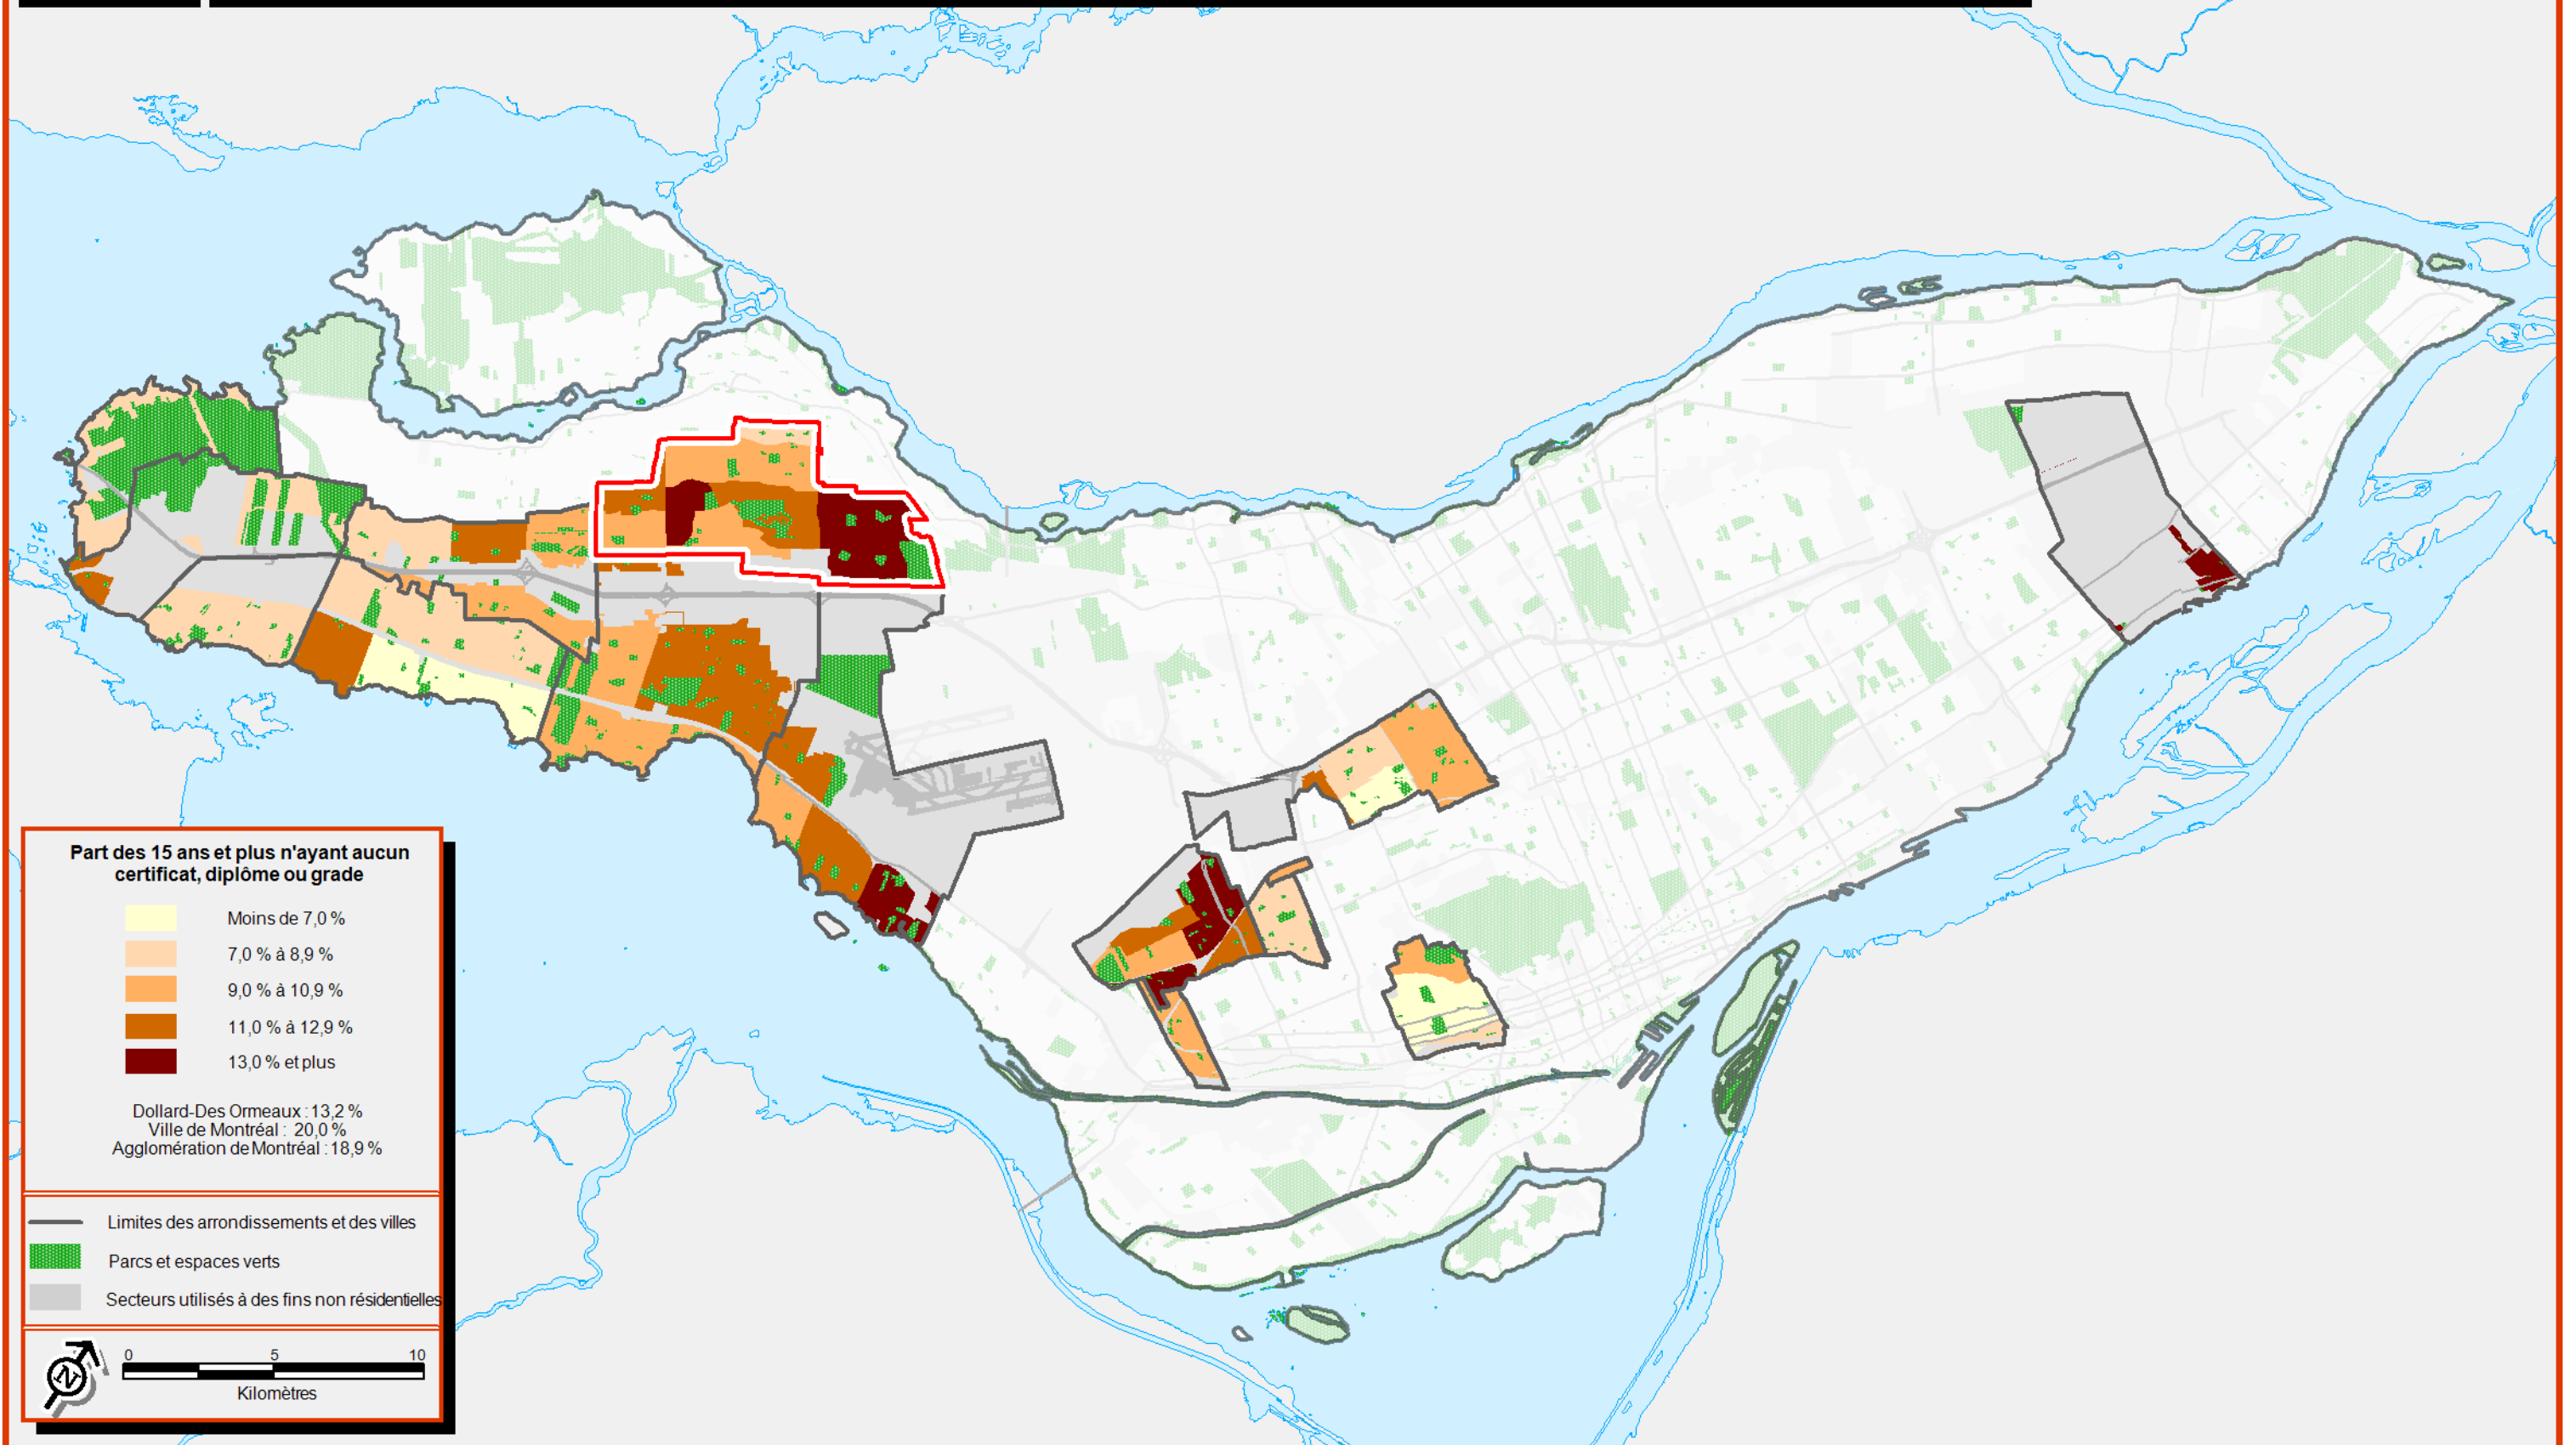 Part des 15 ans et plus n'ayant aucun
certificat, diplôme ou grade
Moins de 7,0 %
7,0 % à 8,9 %
9,0 % à 10,9 %
11,0 % à 12,9 %
13,0 % et plus
Dollard-Des Ormeaux : 13,2 %
Ville de Montréal : 20,0 %
Agglomération de Montréal : 18,9 %
Limites des arrondissements et des villes
Parcs et espaces verts
Secteurs utilisés à des fins non résidentielles
N
0 5 10
Kilomètres